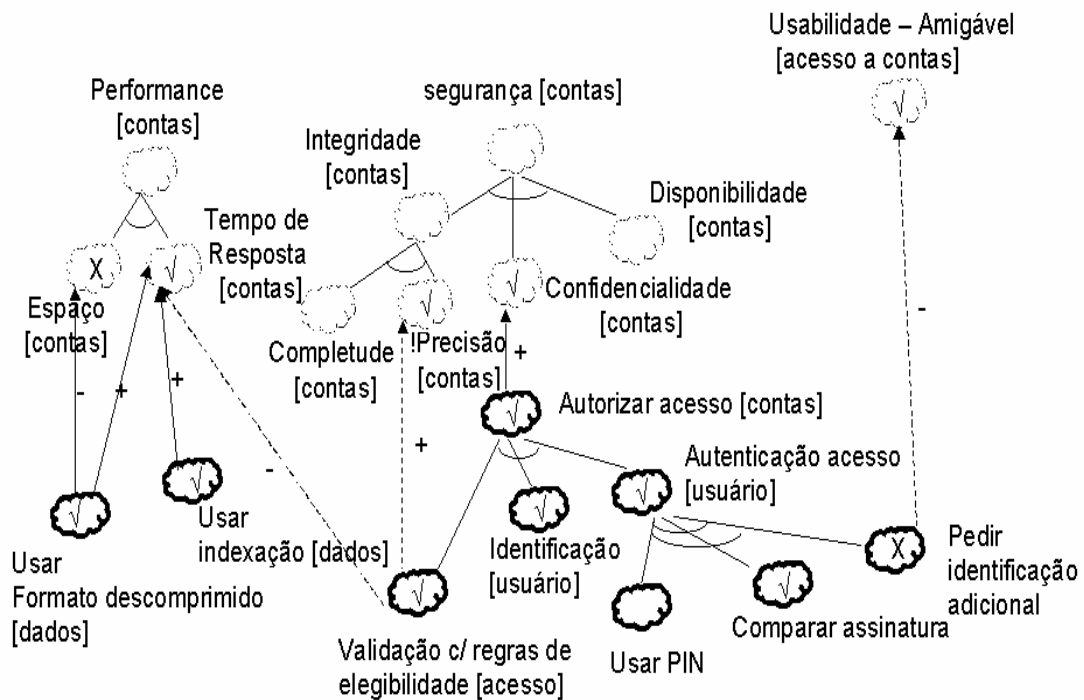 Usabilidade – Amigável
[acesso a contas]
√
Performance
[contas]
segurança [contas]
Integridade
[contas]
Disponibilidade
[contas]
Tempo de
Resposta
[contas]
X
√
√
√
Espaço
[contas]
Confidencialidade
[contas]
Completude
[contas]
!Precisão
[contas]
-
+
+
+
-
-
+
√
Autorizar acesso [contas]
Autenticação acesso
[usuário]
√
√
√
√
Usar
indexação [dados]
Identificação
[usuário]
X
Pedir
identificação
adicional
Usar
Formato descomprimido
[dados]
√
√
Comparar assinatura
Validação c/ regras de
elegibilidade [acesso]
Usar PIN